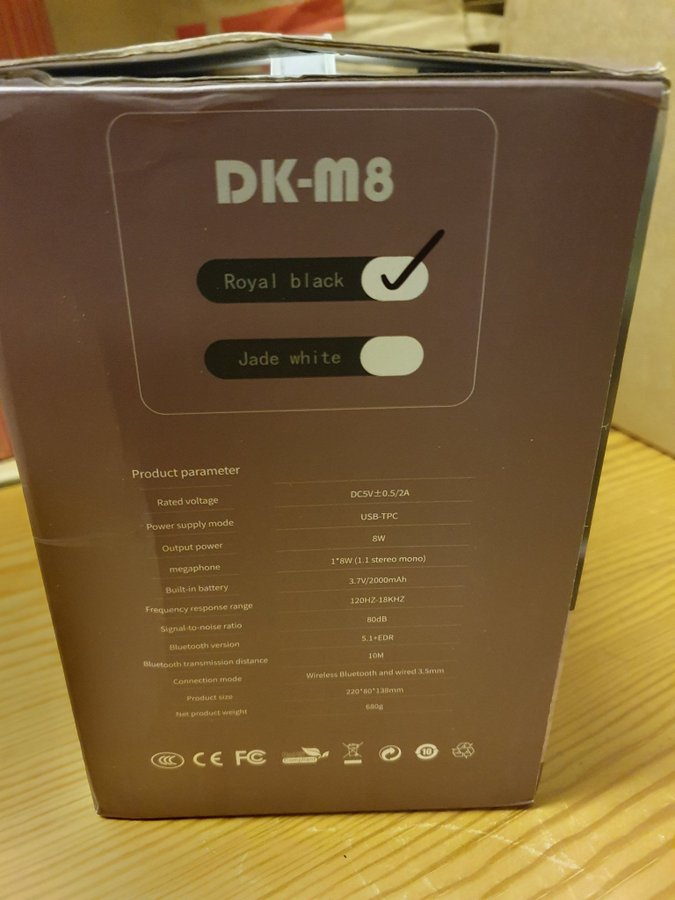 DK-M8
Royal black
Jade white
Product parameter
Rated voltage DC5V±0.5/2A
Power supply mode USB-TPC
Output power 8W
megaphone 1*8W (1.1 stereo mono)
Built-in battery 3.7V/2000mAh
Frequency response range 120HZ-18KHZ
Signal-to-noise ratio 80dB
Bluetooth version 5.1+EDR
Bluetooth transmission distance 10M
Connection mode Wireless Bluetooth and wired 3.5mm
Product size 220*80*138mm
Net product weight 680g
CCC CE FC Compliant 10